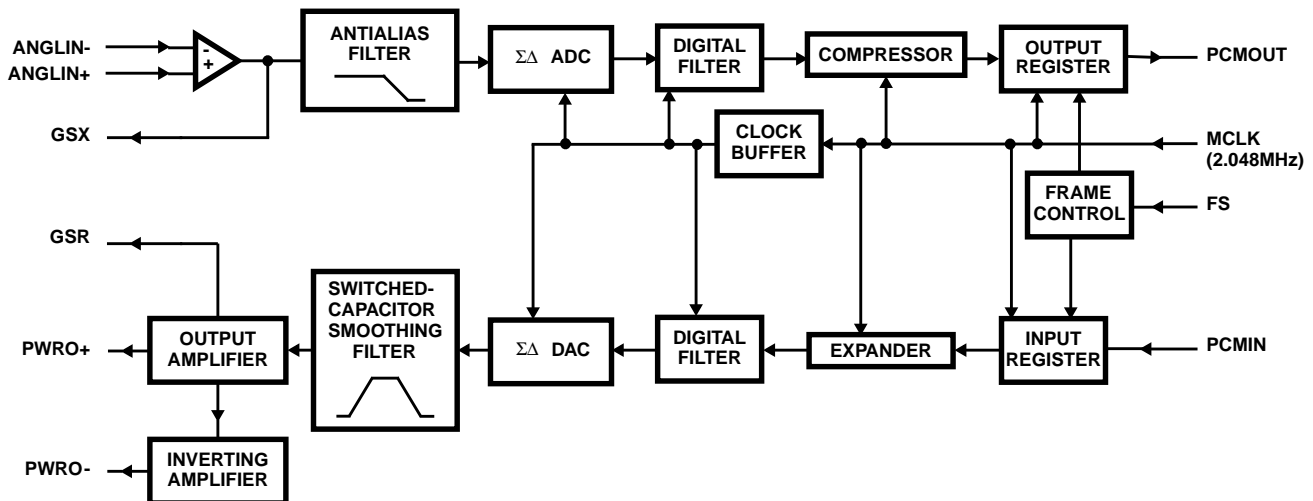 ANGLIN-
ANGLIN+
-
+
GSX
ANTIALIAS
FILTER
ΣΔ ADC
DIGITAL
FILTER
COMPRESSOR
OUTPUT
REGISTER
PCMOUT
CLOCK
BUFFER
MCLK
(2.048MHz)
FRAME
CONTROL
FS
GSR
PWRO+
OUTPUT
AMPLIFIER
SWITCHED-
CAPACITOR
SMOOTHING
FILTER
ΣΔ DAC
DIGITAL
FILTER
EXPANDER
INPUT
REGISTER
PCMIN
PWRO-
INVERTING
AMPLIFIER